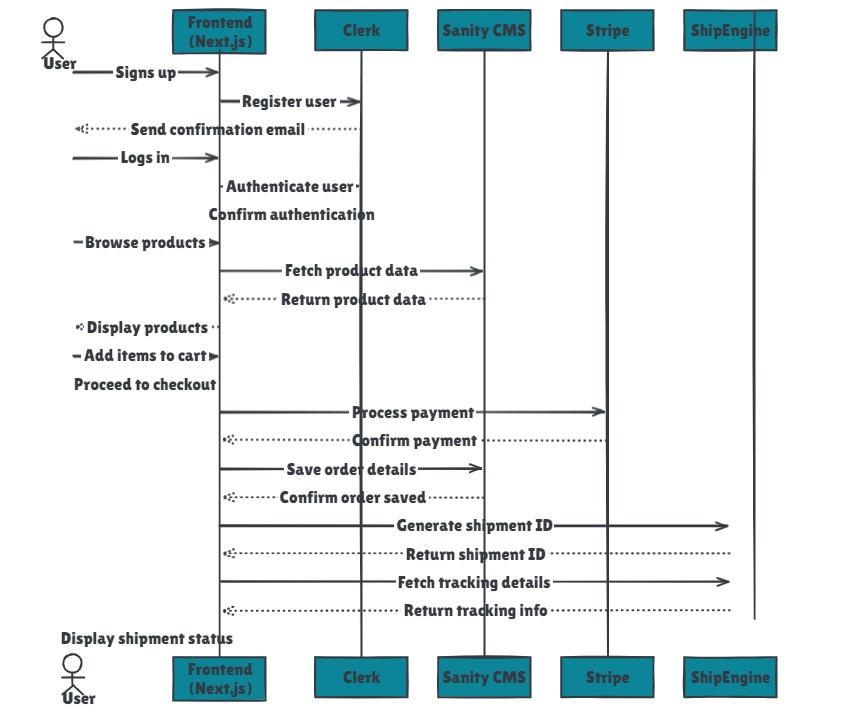 Frontend
(Next.js)
Clerk
Sanity CMS
Stripe
ShipEngine
User
Signs up
Register user
Send confirmation email
Logs in
Authenticate user
Confirm authentication
Browse products
Fetch product data
Return product data
Display products
Add items to cart
Proceed to checkout
Process payment
Confirm payment
Save order details
Confirm order saved
Generate shipment ID
Return shipment ID
Fetch tracking details
Return tracking info
Display shipment status
User
Frontend
(Next.js)
Clerk
Sanity CMS
Stripe
ShipEngine